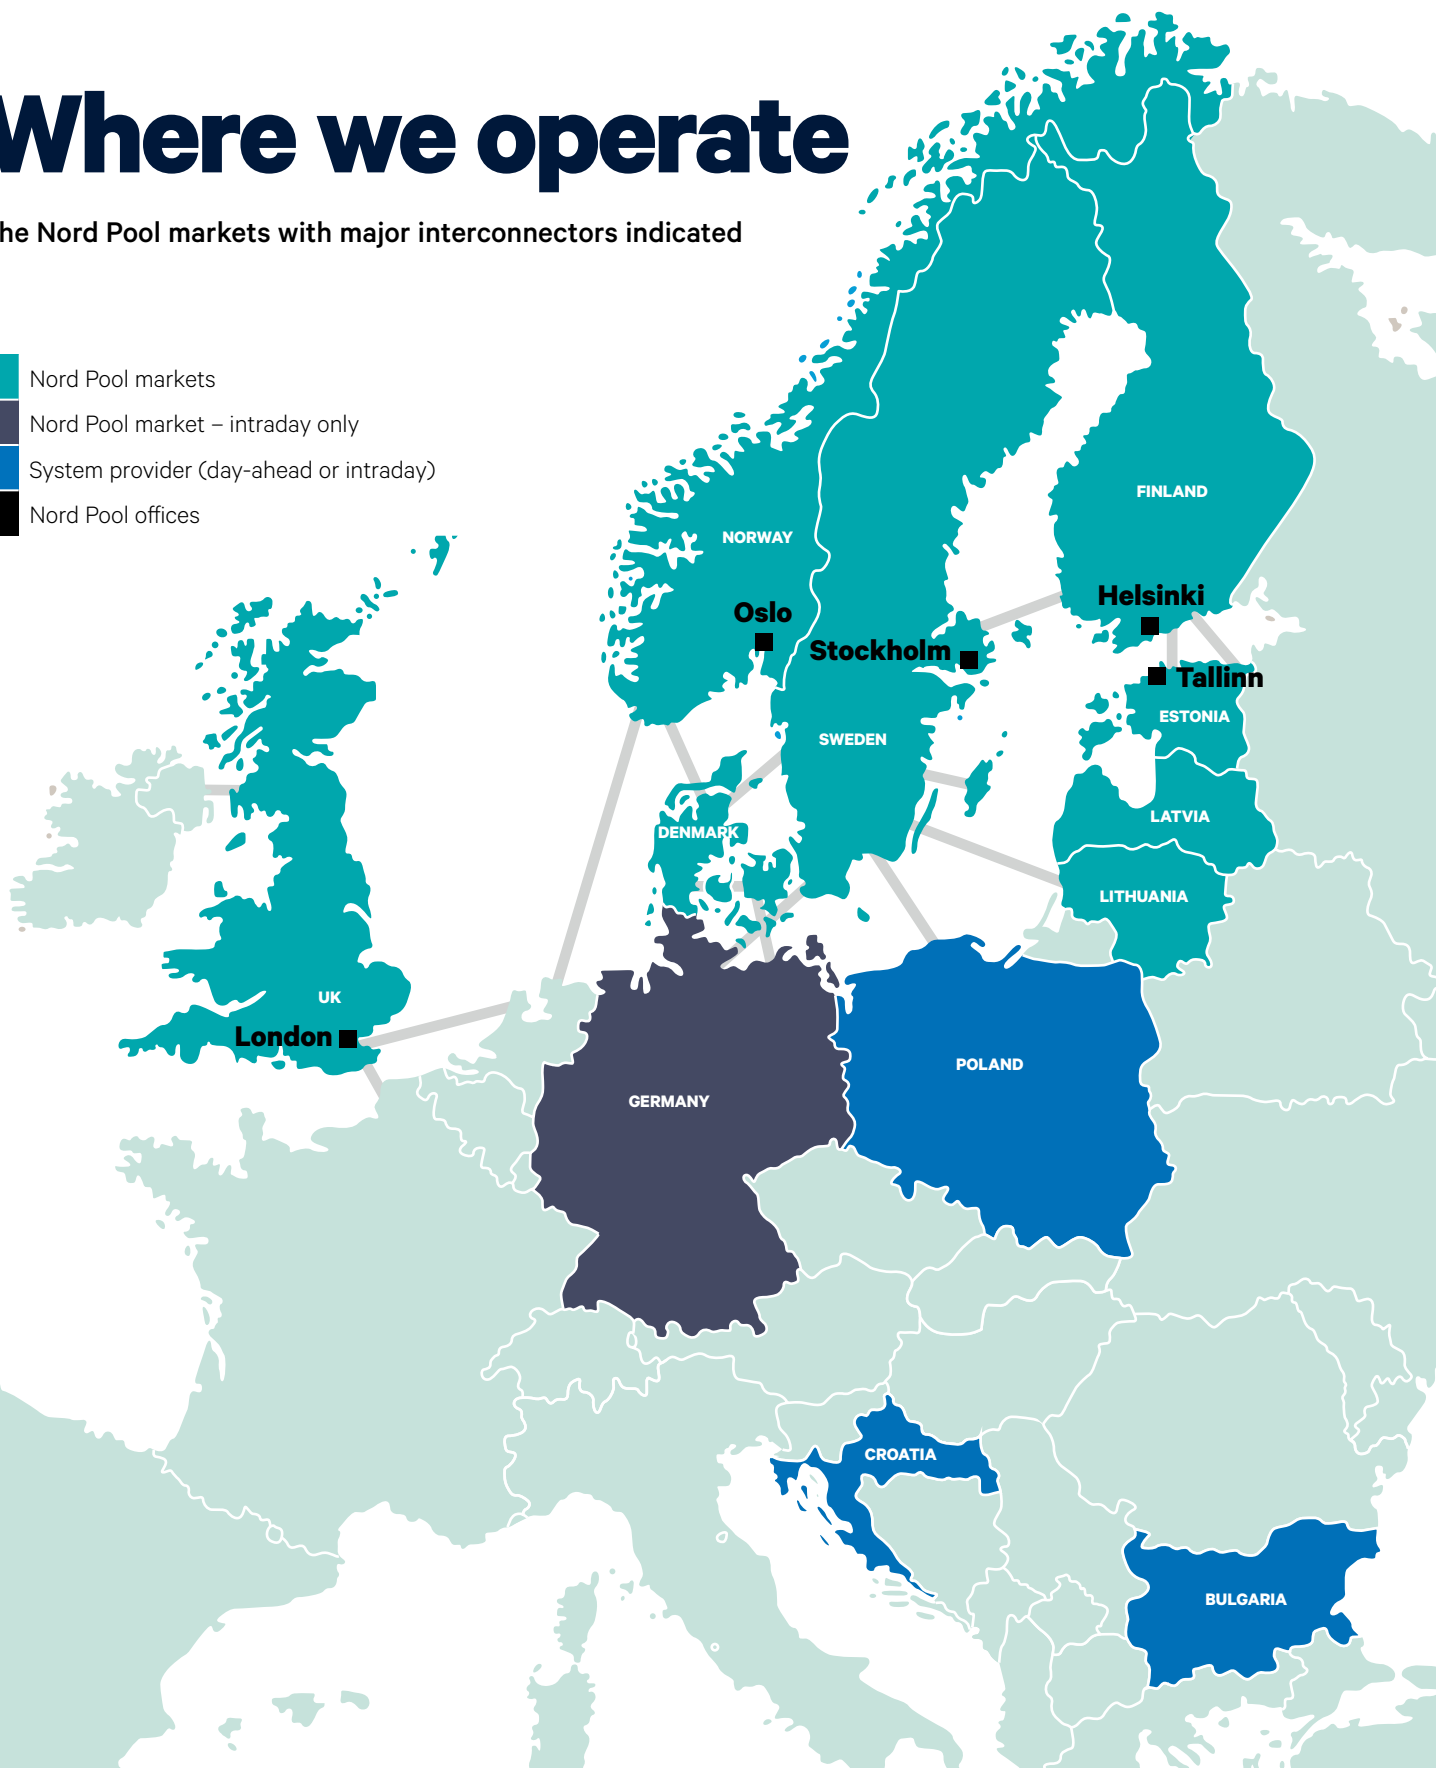 Where we operate
he Nord Pool markets with major interconnectors indicated
Nord Pool markets
Nord Pool market – intraday only
System provider (day-ahead or intraday)
Nord Pool offices
FINLAND
NORWAY
Helsinki
Oslo
Stockholm
Tallinn
ESTONIA
SWEDEN
LATVIA
DENMARK
LITHUANIA
UK
London
POLAND
GERMANY
CROATIA
BULGARIA